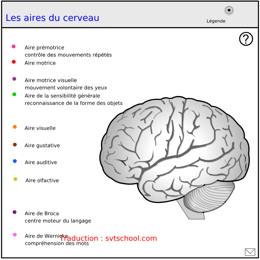 Les aires du cerveau
Légende
?
Aire prémotrice
contrôle des mouvements répétés
Aire motrice
Aire motrice visuelle
mouvement volontaire des yeux
Aire de la sensibilité générale
reconnaissance de la forme des objets
Aire visuelle
Aire gustative
Aire auditive
Aire olfactive
Aire de Broca
centre moteur du langage
Aire de Wernicke
compréhension des mots
Traduction : svtschool.com